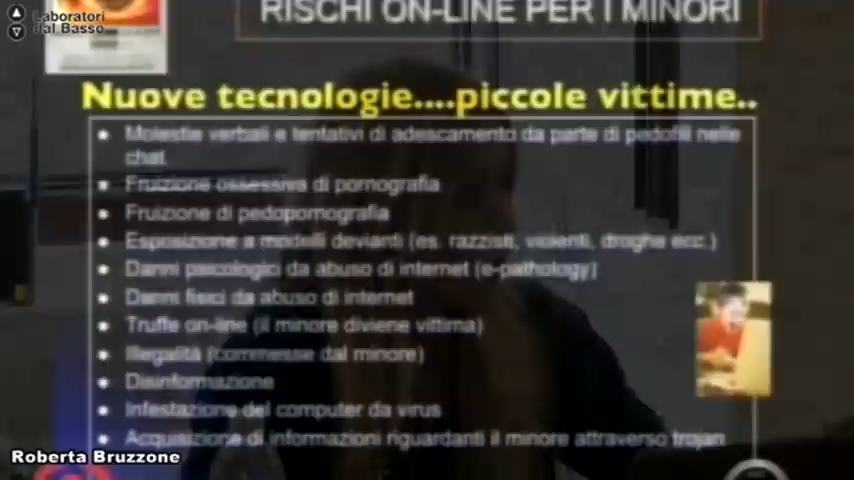 Laboratori
dal Basso
RISCHI ON-LINE PER I MINORI
Nuove tecnologie....piccole vittime..
Molestie verbali e tentativi di adescamento da parte di pedofili nelle
chat
Fruizione ossessiva di pornografia
Fruizione di pedopornografia
Esposizione a modelli devianti (es. razzisti, violenti, droghe ecc.)
Danni psicologici da abuso di internet (e-pathology)
Danni fisici da abuso di internet
Truffe on-line (il minore diviene vittima)
Illegalità (commesse dal minore)
Disinformazione
Infestazione del computer da virus
Acquisizione di informazioni riguardanti il minore attraverso trojan
Roberta Bruzzone